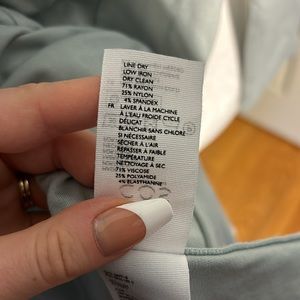 LINE DRY
LOW IRON
DRY CLEAN
71% RAYON
25% NYLON
4% SPANDEX
FR LAVER À LA MACHINE
À L'EAU FROIDE CYCLE
DÉLICAT
BLANCHIR SANS CHLORE
SI NÉCESSAIRE
SÉCHER À L'AIR
REPASSER À FAIBLE
TEMPÉRATURE
NETTOYAGE À SEC
71% VISCOSE
25% POLYAMIDE
4% ÉLASTHANNE